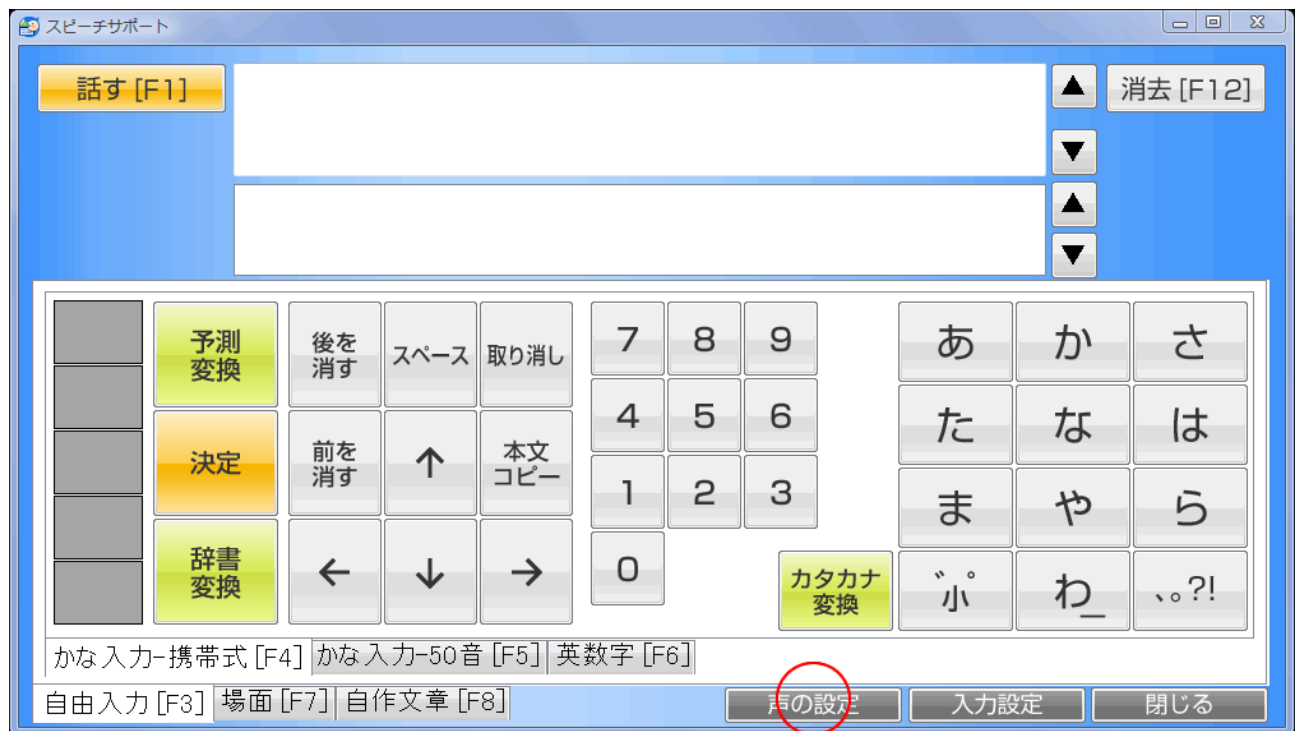 スピーチサポート
話す [F1]
▲
消去 [F12]
▼
▲
▼
予測
変換
後を
消す
スペース
取り消し
7
8
9
あ
か
さ
決定
前を
消す
↑
本文
コピー
4
5
6
た
な
は
1
2
3
ま
や
ら
辞書
変換
←
↓
→
0
カタカナ
変換
゛小゜
わ_
、。?!
かな入力-携帯式 [F4]
かな入力-50音 [F5]
英数字 [F6]
自由入力 [F3]
場面 [F7]
自作文章 [F8]
声の設定
入力設定
閉じる